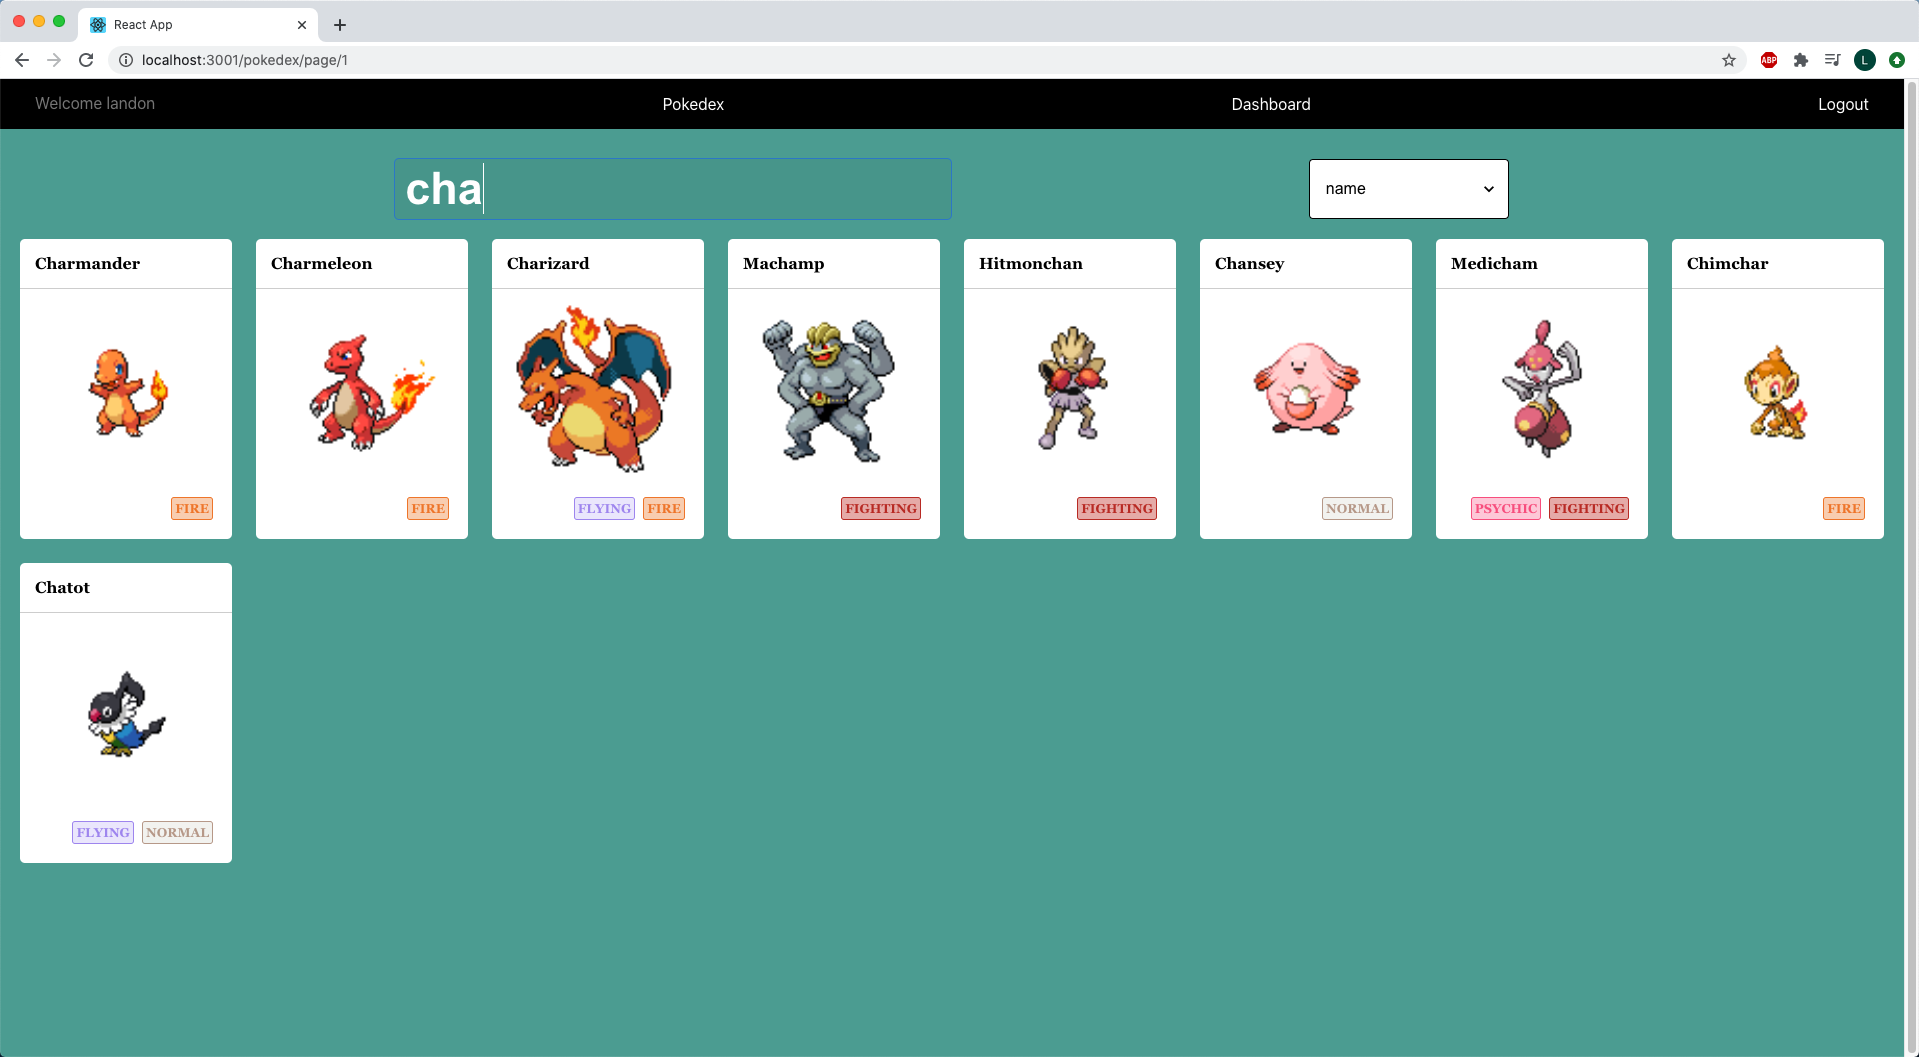 React App
localhost:3001/pokedex/page/1
ABP
L
Welcome landon
Pokedex
Dashboard
Logout
cha
name
Charmander
Charmeleon
Charizard
Machamp
Hitmonchan
Chansey
Medicham
Chimchar
FIRE
FIRE
FLYING FIRE
FIGHTING
FIGHTING
NORMAL
PSYCHIC FIGHTING
FIRE
Chatot
FLYING NORMAL